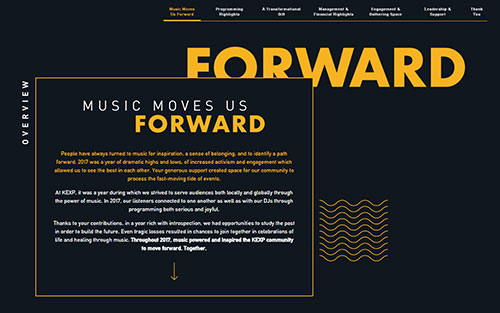 Music Moves
Us Forward
Programming
Highlights
A Transformational
Gift
Management &
Financial Highlights
Engagement &
Gathering Space
Leadership &
Support
Thank
You
FORWARD
OVERVIEW
MUSIC MOVES US
FORWARD
People have always turned to music for inspiration, a sense of belonging, and to identify a path
forward. 2017 was a year of dramatic highs and lows, of increased activism and engagement which
allowed us to see the best in each other. Your generous support created space for our community to
process the fast-moving tide of events.
At KEXP, it was a year during which we strived to serve audiences both locally and globally through
the power of music. In 2017, our listeners connected to one another as well as with our DJs through
programming both serious and joyful.
Thanks to your contributions, in a year rich with introspection, we had opportunities to study the past
in order to build the future. Even tragic losses resulted in chances to join together in celebrations of
life and healing through music. Throughout 2017, music powered and inspired the KEXP community
to move forward. Together.